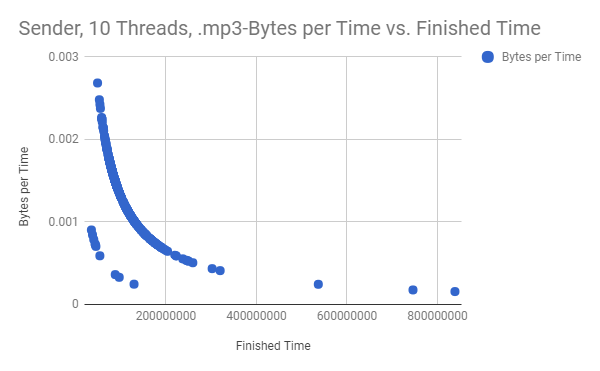 Sender, 10 Threads, .mp3-Bytes per Time vs. Finished Time
Bytes per Time
0.003
0.002
0.001
0
Bytes per Time
200000000 400000000 600000000 800000000
Finished Time